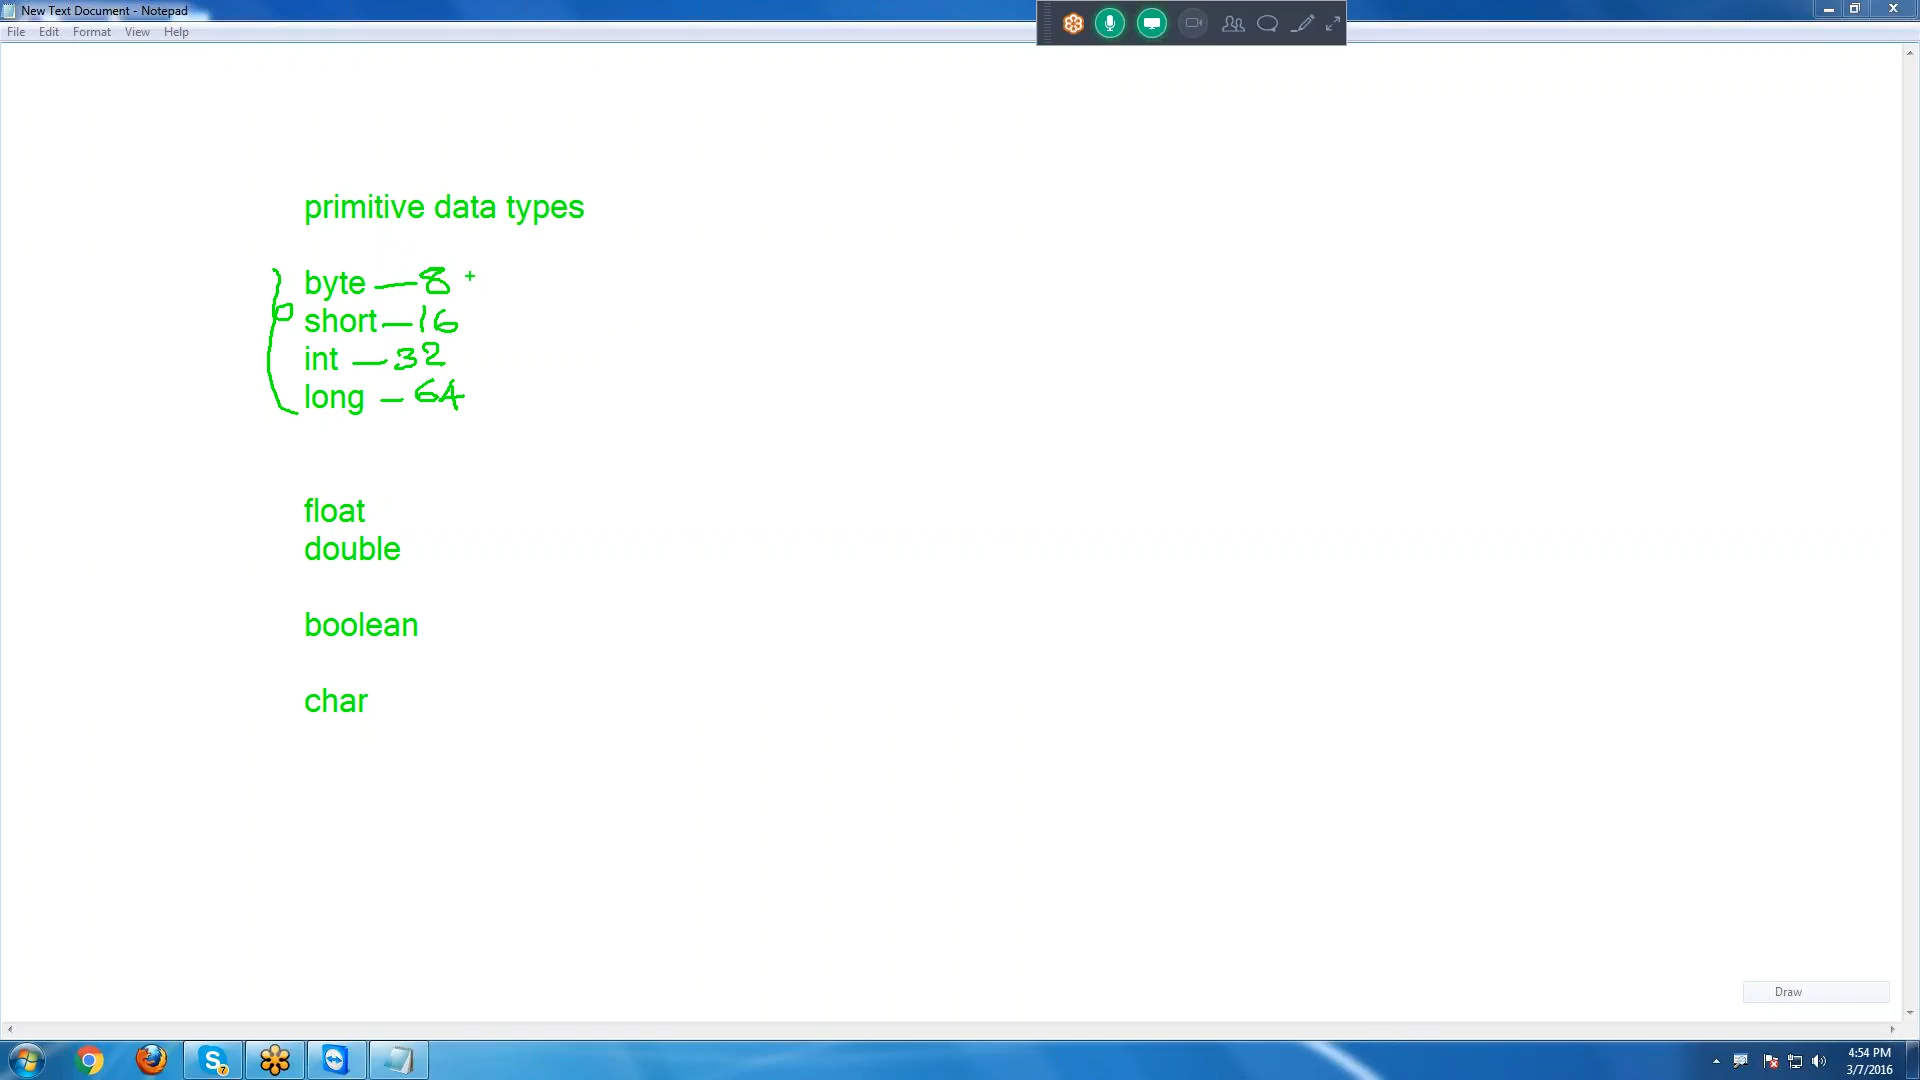 New Text Document - Notepad
File Edit Format View Help
primitive data types
byte — 8
short — 16
int — 32
long — 64
float
double
boolean
char
Draw
4:54 PM
3/7/2016